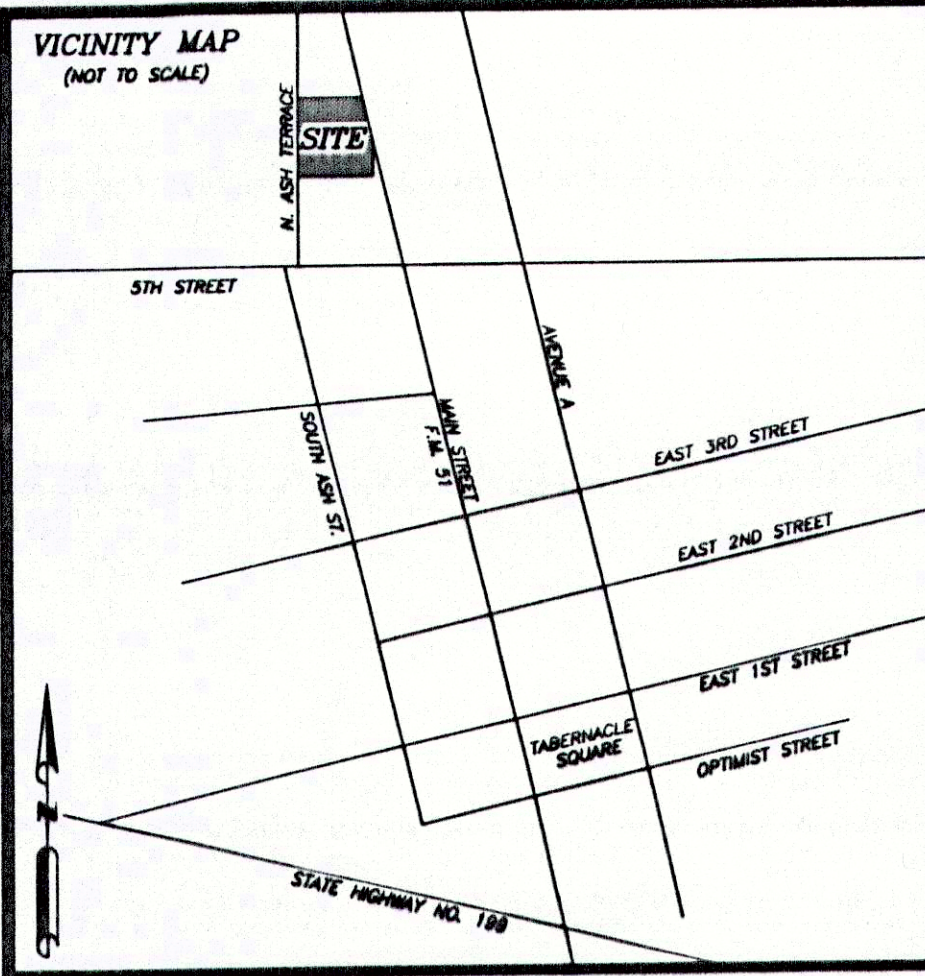 VICINITY MAP
(NOT TO SCALE)
N. ASH TERRACE
SITE
5TH STREET
AVENUE A
MAIN STREET
F.M. 51
SOUTH ASH ST.
EAST 3RD STREET
EAST 2ND STREET
EAST 1ST STREET
TABERNACLE
SQUARE
OPTIMIST STREET
N
STATE HIGHWAY NO. 199